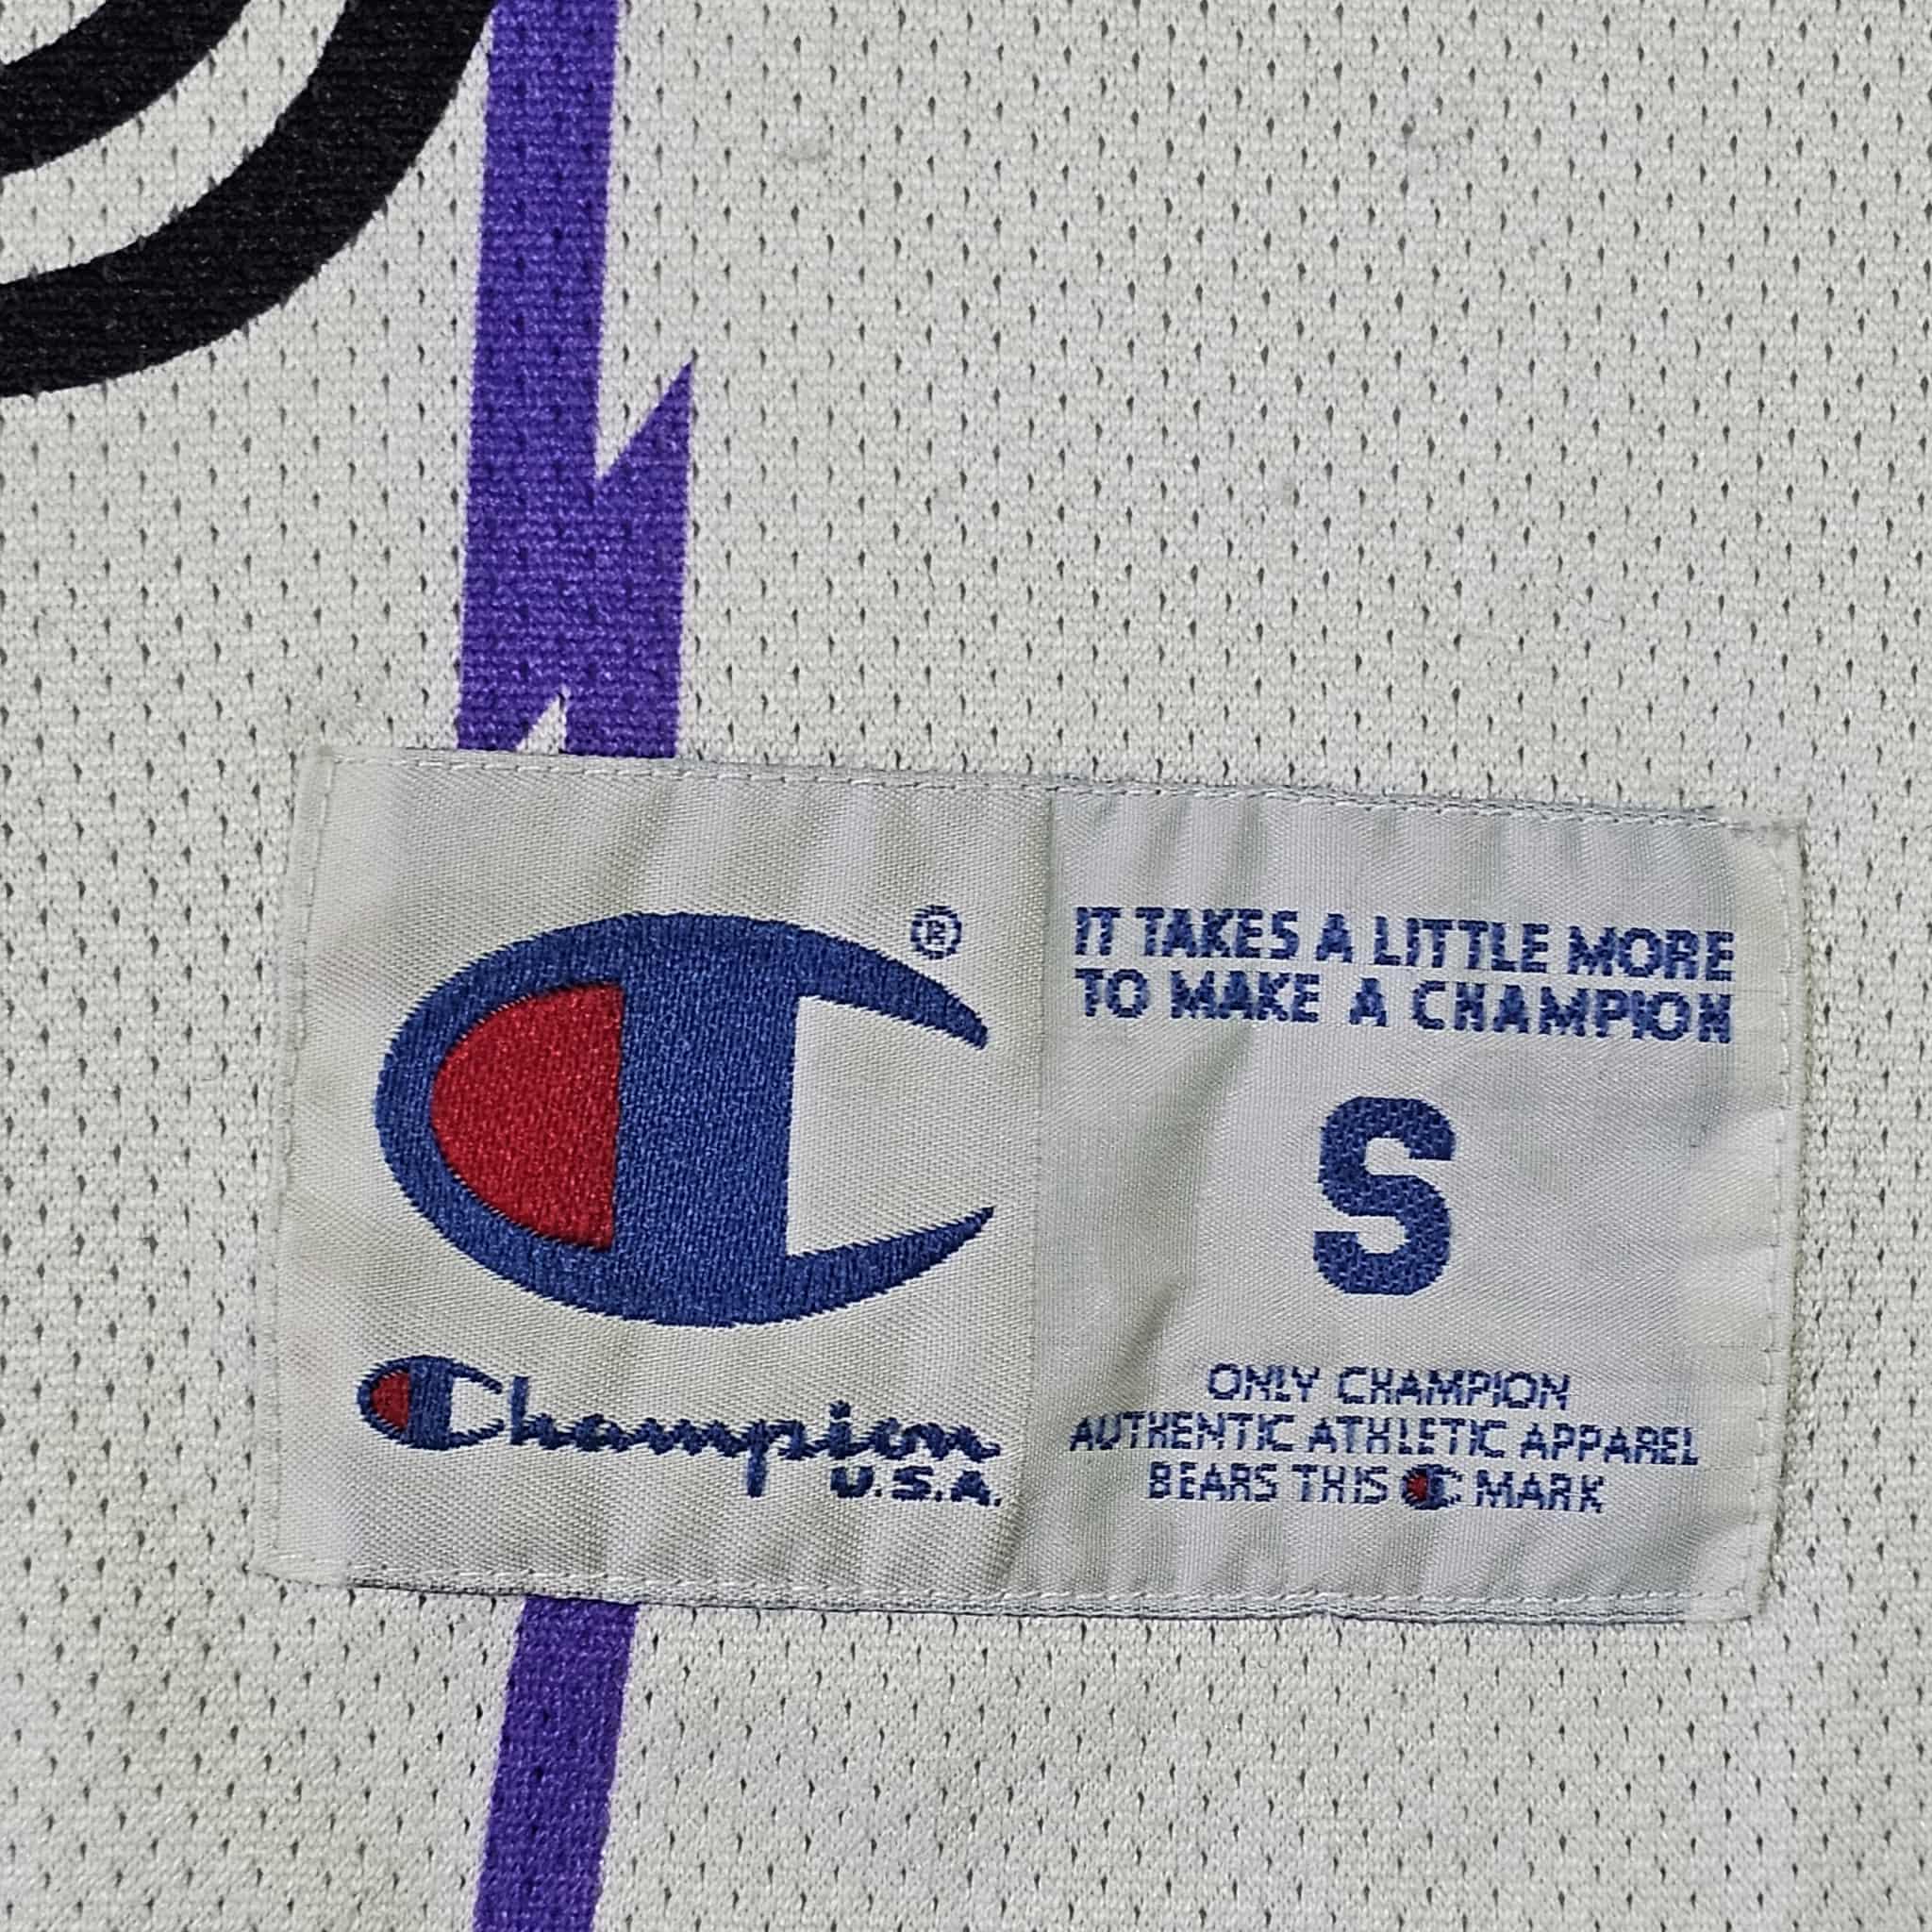 ®
Champion
U.S.A.
IT TAKES A LITTLE MORE
TO MAKE A CHAMPION
S
ONLY CHAMPION
AUTHENTIC ATHLETIC APPAREL
BEARS THIS C MARK